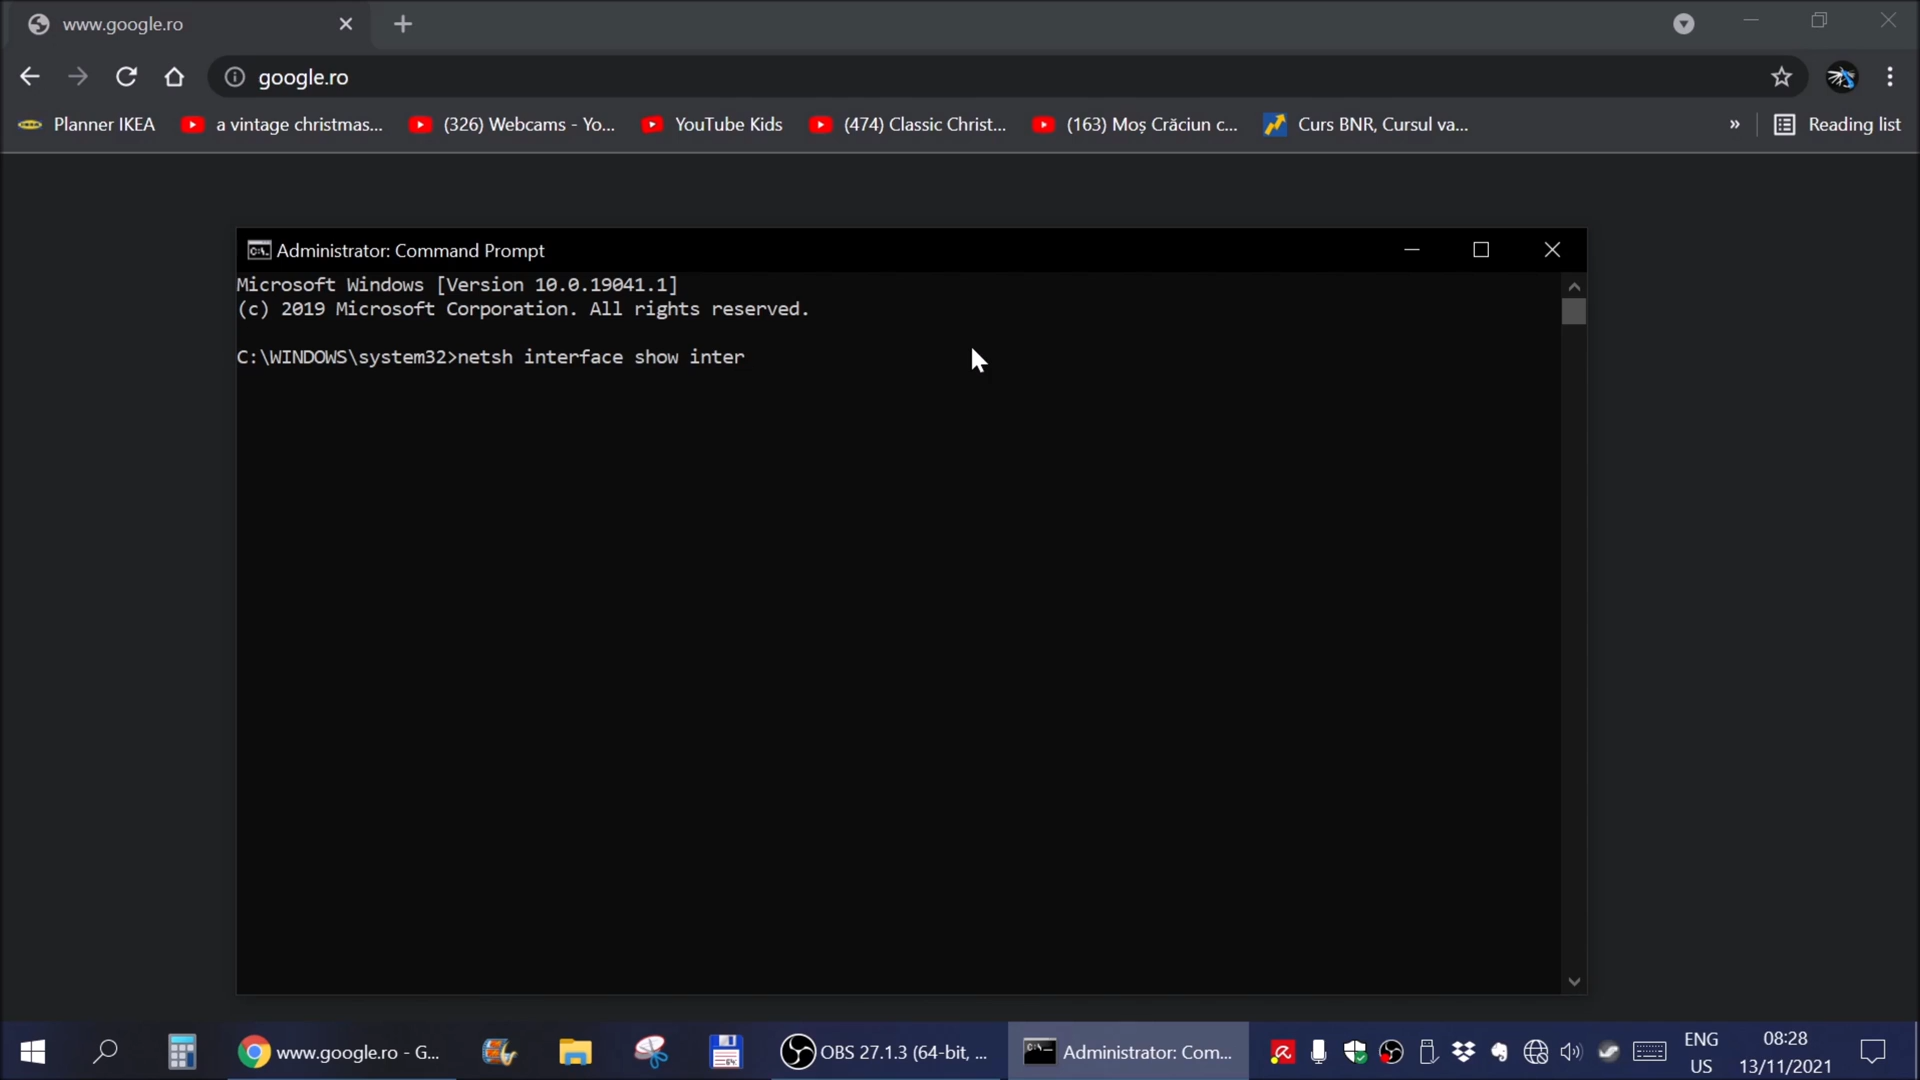 www.google.ro
google.ro
Planner IKEA
a vintage christmas...
(326) Webcams - Yo...
YouTube Kids
(474) Classic Christ...
(163) Moș Crăciun c...
Curs BNR, Cursul va...
»
Reading list
Administrator: Command Prompt
Microsoft Windows [Version 10.0.19041.1]
(c) 2019 Microsoft Corporation. All rights reserved.
C:\WINDOWS\system32>netsh interface show inter
www.google.ro - G...
OBS 27.1.3 (64-bit, ...
Administrator: Com...
ENG
US
08:28
13/11/2021